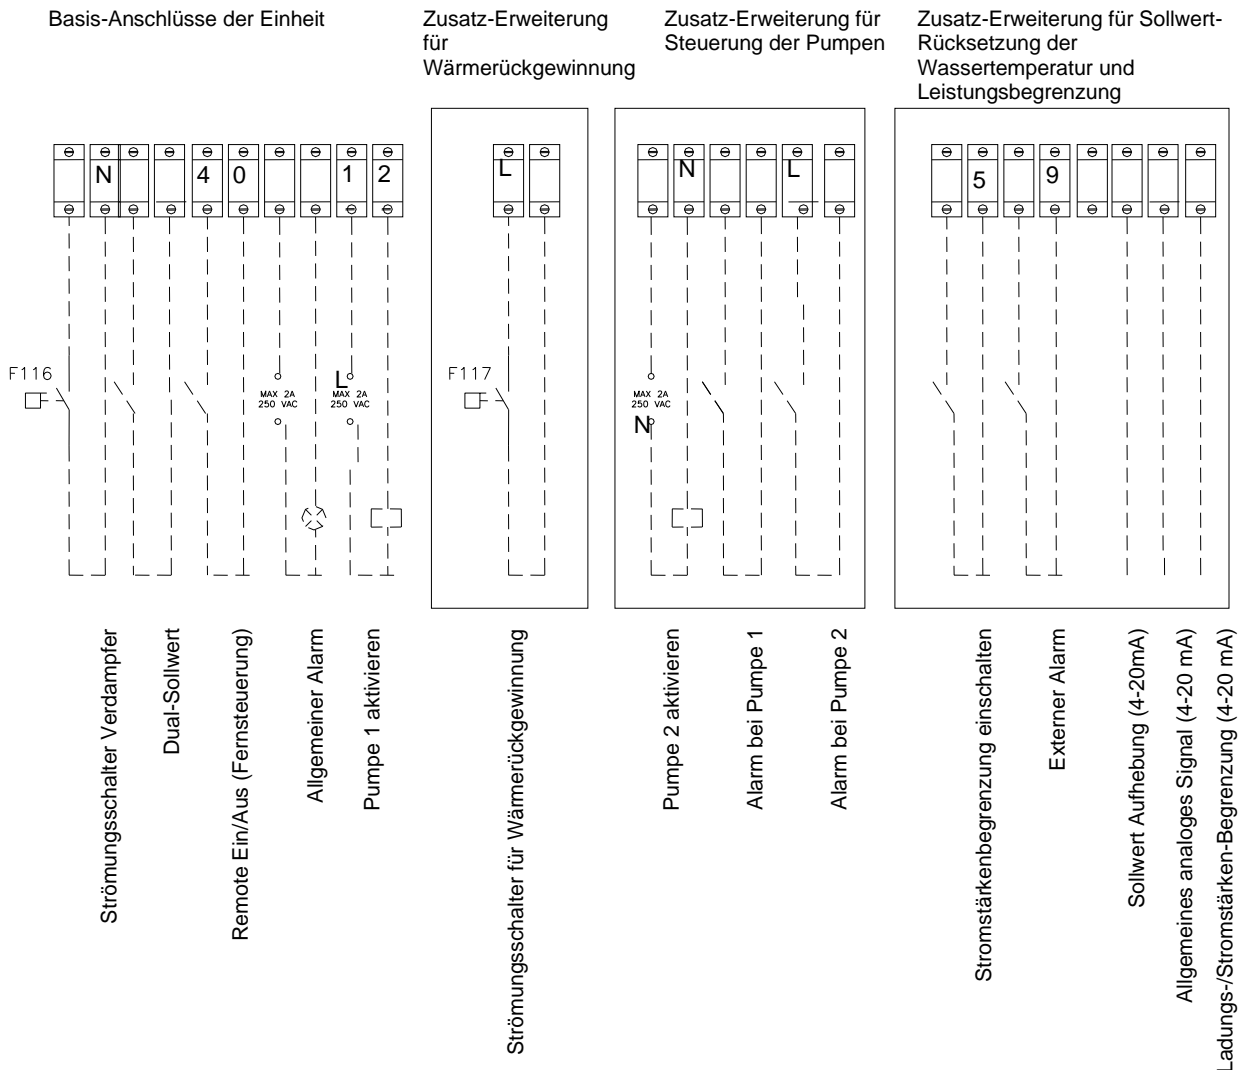 Basis-Anschlüsse der Einheit
Zusatz-Erweiterung
für
Wärmerückgewinnung
Zusatz-Erweiterung für
Steuerung der Pumpen
Zusatz-Erweiterung für Sollwert-
Rücksetzung der
Wassertemperatur und
Leistungsbegrenzung
N
4
0
1
2
L
N
L
5
9
F116
MAX 2A
250 VAC
L
MAX 2A
250 VAC
F117
MAX 2A
250 VAC
N
Strömungsschalter Verdampfer
Dual-Sollwert
Remote Ein/Aus (Fernsteuerung)
Allgemeiner Alarm
Pumpe 1 aktivieren
Strömungsschalter für Wärmerückgewinnung
Pumpe 2 aktivieren
Alarm bei Pumpe 1
Alarm bei Pumpe 2
Stromstärkenbegrenzung einschalten
Externer Alarm
Sollwert Aufhebung (4-20mA)
Allgemeines analoges Signal (4-20 mA)
Ladungs-/Stromstärken-Begrenzung (4-20 mA)